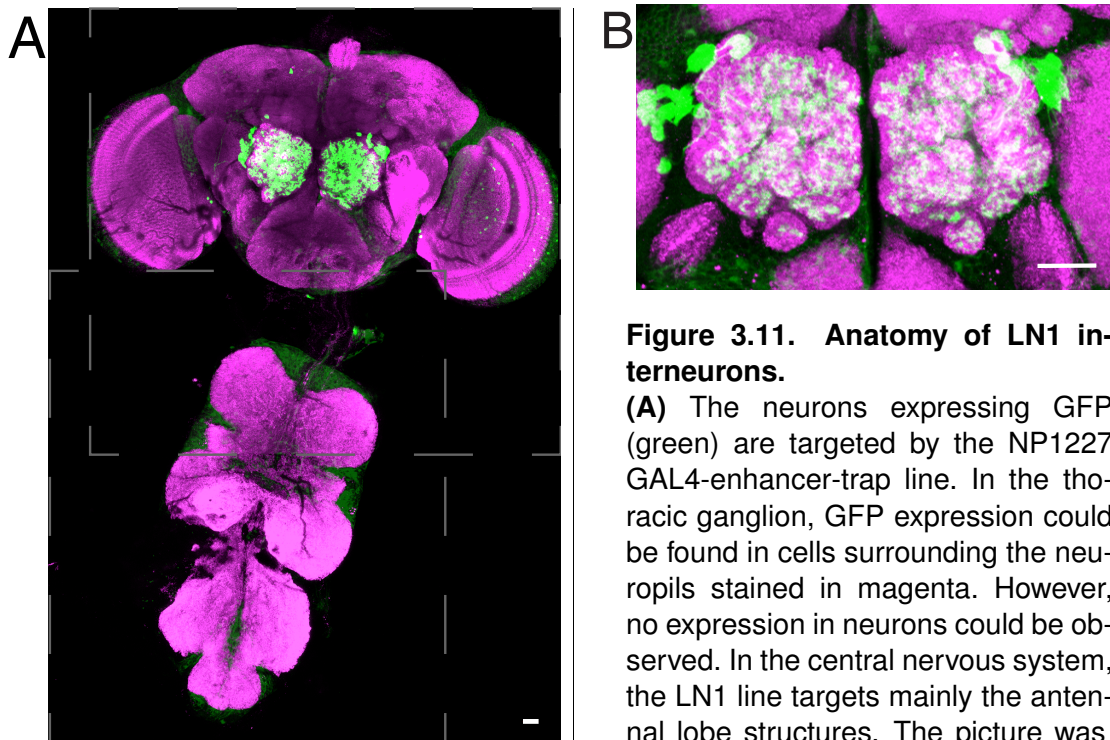 A
B
Figure 3.11. Anatomy of LN1 in-
terneurons.
(A) The neurons expressing GFP
(green) are targeted by the NP1227
GAL4-enhancer-trap line. In the tho-
racic ganglion, GFP expression could
be found in cells surrounding the neu-
ropils stained in magenta. However,
no expression in neurons could be ob-
served. In the central nervous system,
the LN1 line targets mainly the anten-
nal lobe structures. The picture was